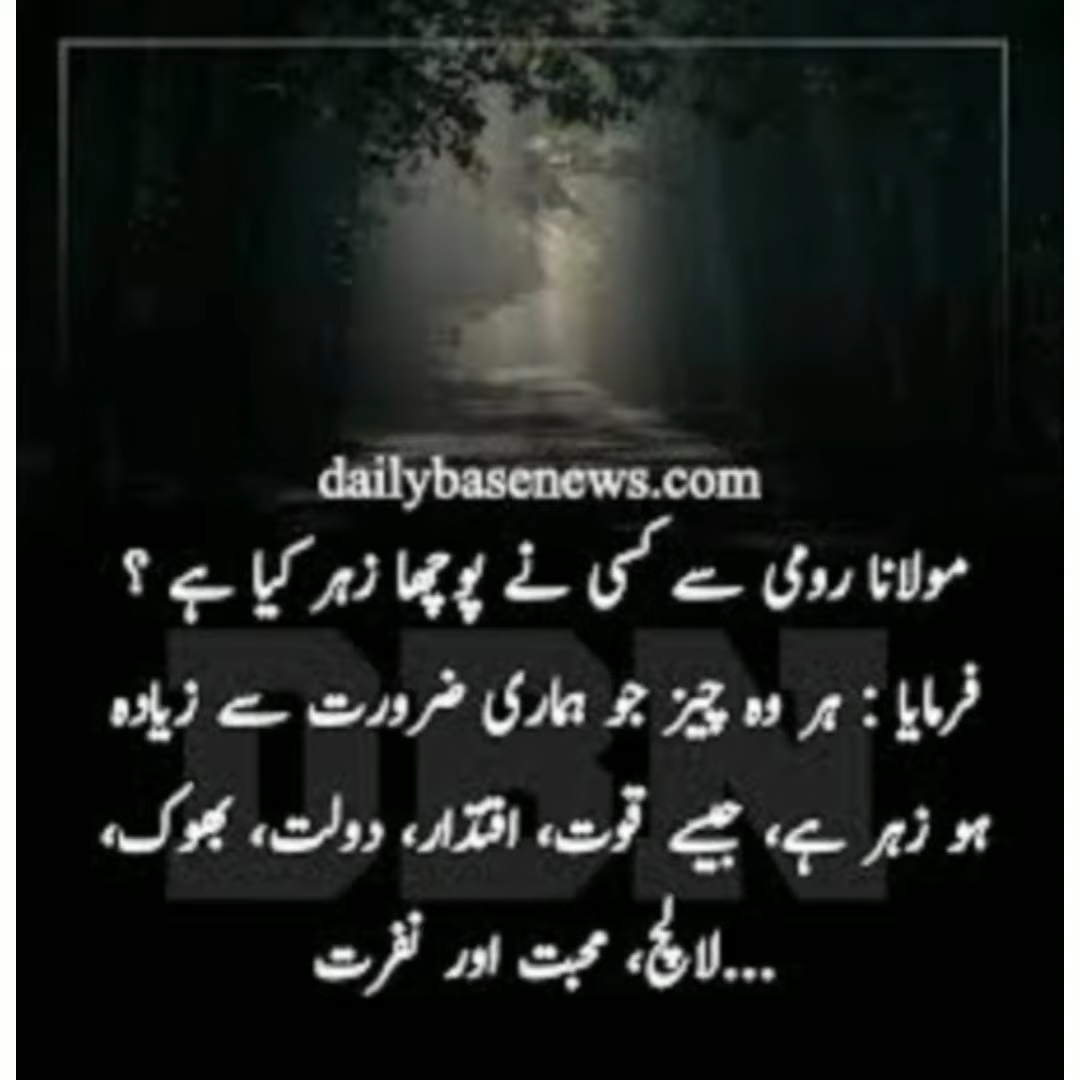 dailybasenews.com
مولانا رومی سے کسی نے پوچھا زہر کیا ہے ؟
فرمایا : ہر وہ چیز جو ہماری ضرورت سے زیادہ
ہو زہر ہے، جیسے قوت، اقتدار، دولت، بھوک،
لالچ، محبت اور نفرت...
DBN